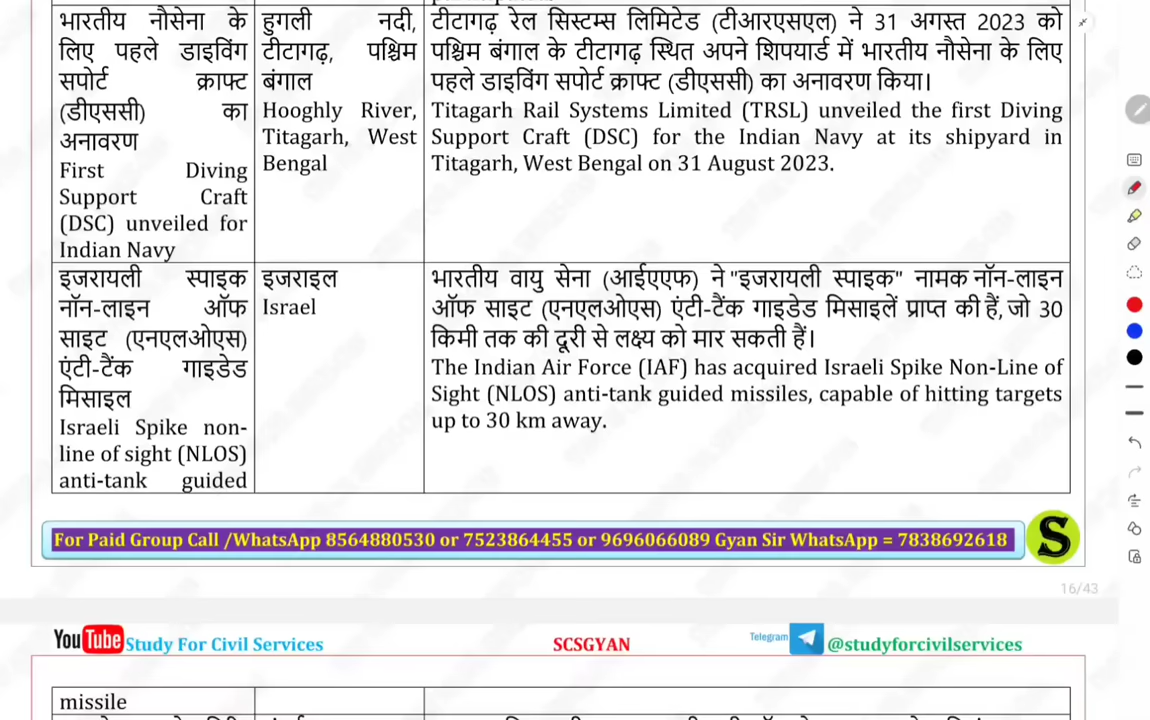 भारतीय नौसेना के
लिए पहले डाइविंग
सपोर्ट क्राफ्ट
(डीएससी) का
अनावरण
First Diving
Support Craft
(DSC) unveiled for
Indian Navy
हुगली नदी,
टीटागढ़, पश्चिम
बंगाल
Hooghly River,
Titagarh, West
Bengal
टीटागढ़ रेल सिस्टम्स लिमिटेड (टीआरएसएल) ने 31 अगस्त 2023 को
पश्चिम बंगाल के टीटागढ़ स्थित अपने शिपयार्ड में भारतीय नौसेना के लिए
पहले डाइविंग सपोर्ट क्राफ्ट (डीएससी) का अनावरण किया।
Titagarh Rail Systems Limited (TRSL) unveiled the first Diving
Support Craft (DSC) for the Indian Navy at its shipyard in
Titagarh, West Bengal on 31 August 2023.
इजरायली स्पाइक
नॉन-लाइन ऑफ
साइट (एनएलओएस)
एंटी-टैंक गाइडेड
मिसाइल
Israeli Spike non-
line of sight (NLOS)
anti-tank guided
इजराइल
Israel
भारतीय वायु सेना (आईएएफ) ने "इजरायली स्पाइक" नामक नॉन-लाइन
ऑफ साइट (एनएलओएस) एंटी-टैंक गाइडेड मिसाइलें प्राप्त की हैं, जो 30
किमी तक की दूरी से लक्ष्य को मार सकती हैं।
The Indian Air Force (IAF) has acquired Israeli Spike Non-Line of
Sight (NLOS) anti-tank guided missiles, capable of hitting targets
up to 30 km away.
For Paid Group Call /WhatsApp 8564880530 or 7523864455 or 9696066089 Gyan Sir WhatsApp = 7838692618
S
16/43
YouTube Study For Civil Services
SCSGYAN
Telegram @studyforcivilservices
missile